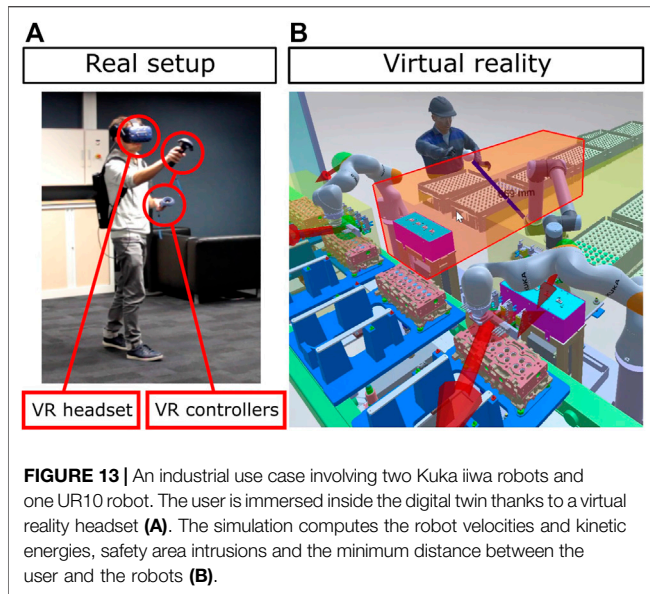 A
B
Real setup
Virtual reality
KUKA
VR headset
VR controllers
FIGURE 13 | An industrial use case involving two Kuka iiwa robots and
one UR10 robot. The user is immersed inside the digital twin thanks to a virtual
reality headset (A). The simulation computes the robot velocities and kinetic
energies, safety area intrusions and the minimum distance between the
user and the robots (B).